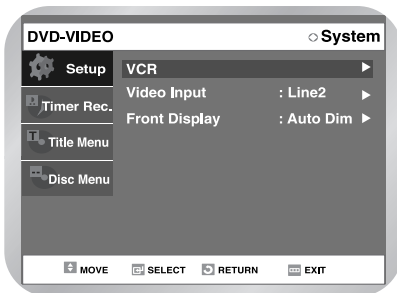 DVD-VIDEO
System
Setup
VCR
Timer Rec.
Video Input : Line2
Front Display : Auto Dim
Title Menu
Disc Menu
MOVE SELECT RETURN EXIT